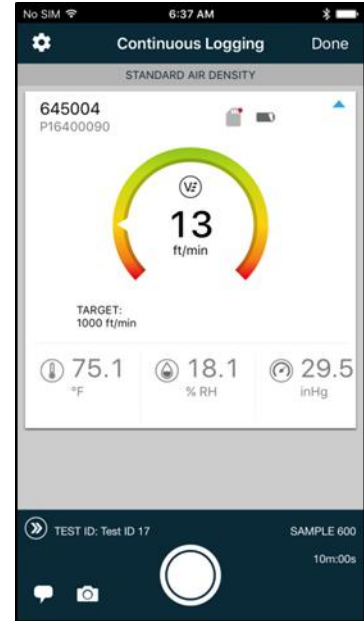 No SIM 6:37 AM
Continuous Logging Done
STANDARD AIR DENSITY
645004
P16400090
13
ft/min
TARGET:
1000 ft/min
75.1 18.1 29.5
°F % RH inHg
TEST ID: Test ID 17 SAMPLE 600
10m:00s